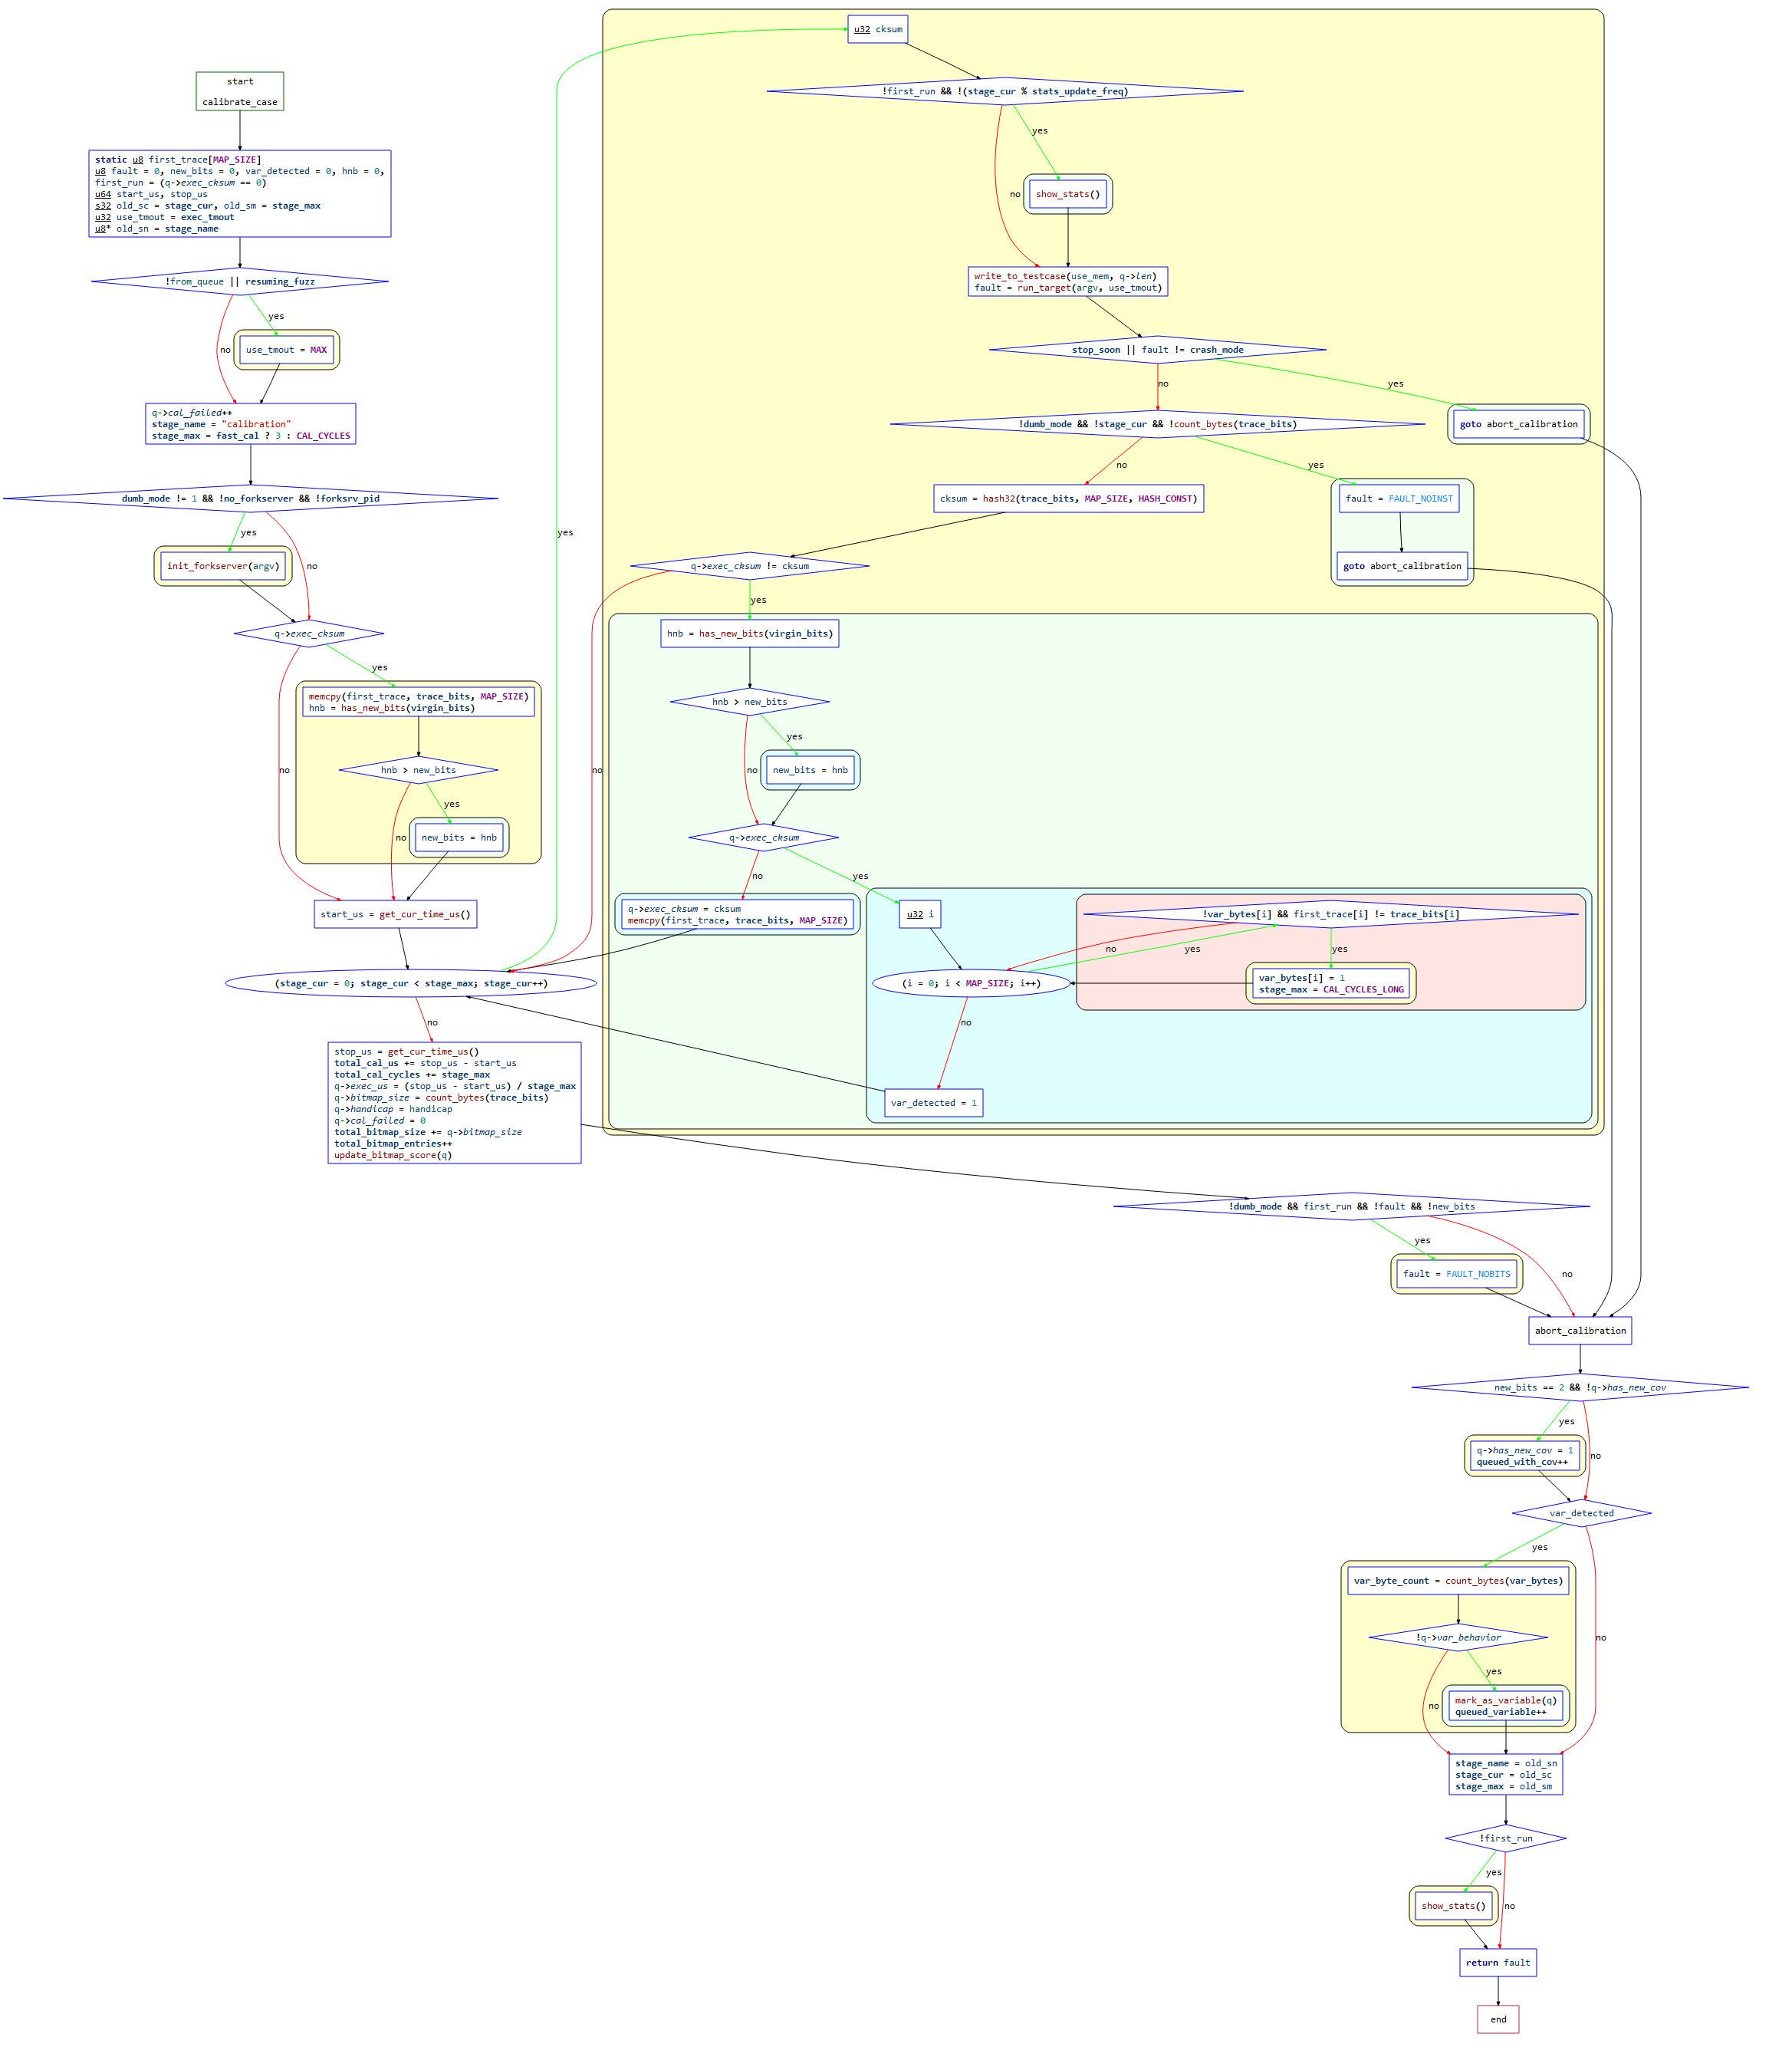 start
calibrate_case
static u8 first_trace[MAP_SIZE]
u8 fault = 0, new_bits = 0, var_detected = 0, hnb = 0,
first_run = (q->exec_cksum == 0)
u64 start_us, stop_us
s32 old_sc = stage_cur, old_sm = stage_max
u32 use_tmout = exec_tmout
u8* old_sn = stage_name
!from_queue || resuming_fuzz
yes
no
use_tmout = MAX
q->cal_failed++
stage_name = "calibration"
stage_max = fast_cal ? 3 : CAL_CYCLES
dumb_mode != 1 && !no_forkserver && !forksrv_pid
yes
no
init_forkserver(argv)
q->exec_cksum
yes
no
memcpy(first_trace, trace_bits, MAP_SIZE)
hnb = has_new_bits(virgin_bits)
hnb > new_bits
yes
no
new_bits = hnb
start_us = get_cur_time_us()
(stage_cur = 0; stage_cur < stage_max; stage_cur++)
yes
no
u32 cksum
!first_run && !(stage_cur % stats_update_freq)
yes
no
show_stats()
write_to_testcase(use_mem, q->len)
fault = run_target(argv, use_tmout)
stop_soon || fault != crash_mode
no
yes
goto abort_calibration
!dumb_mode && !stage_cur && !count_bytes(trace_bits)
no
yes
fault = FAULT_NOINST
goto abort_calibration
cksum = hash32(trace_bits, MAP_SIZE, HASH_CONST)
q->exec_cksum != cksum
yes
no
hnb = has_new_bits(virgin_bits)
hnb > new_bits
yes
no
new_bits = hnb
q->exec_cksum
no
yes
q->exec_cksum = cksum
memcpy(first_trace, trace_bits, MAP_SIZE)
u32 i
(i = 0; i < MAP_SIZE; i++)
no
yes
!var_bytes[i] && first_trace[i] != trace_bits[i]
yes
var_bytes[i] = 1
stage_max = CAL_CYCLES_LONG
no
var_detected = 1
stop_us = get_cur_time_us()
total_cal_us += stop_us - start_us
total_cal_cycles += stage_max
q->exec_us = (stop_us - start_us) / stage_max
q->bitmap_size = count_bytes(trace_bits)
q->handicap = handicap
q->cal_failed = 0
total_bitmap_size += q->bitmap_size
total_bitmap_entries++
update_bitmap_score(q)
!dumb_mode && first_run && !fault && !new_bits
yes
no
fault = FAULT_NOBITS
abort_calibration
new_bits == 2 && !q->has_new_cov
yes
no
q->has_new_cov = 1
queued_with_cov++
var_detected
yes
no
var_byte_count = count_bytes(var_bytes)
!q->var_behavior
yes
no
mark_as_variable(q)
queued_variable++
stage_name = old_sn
stage_cur = old_sc
stage_max = old_sm
!first_run
yes
no
show_stats()
return fault
end